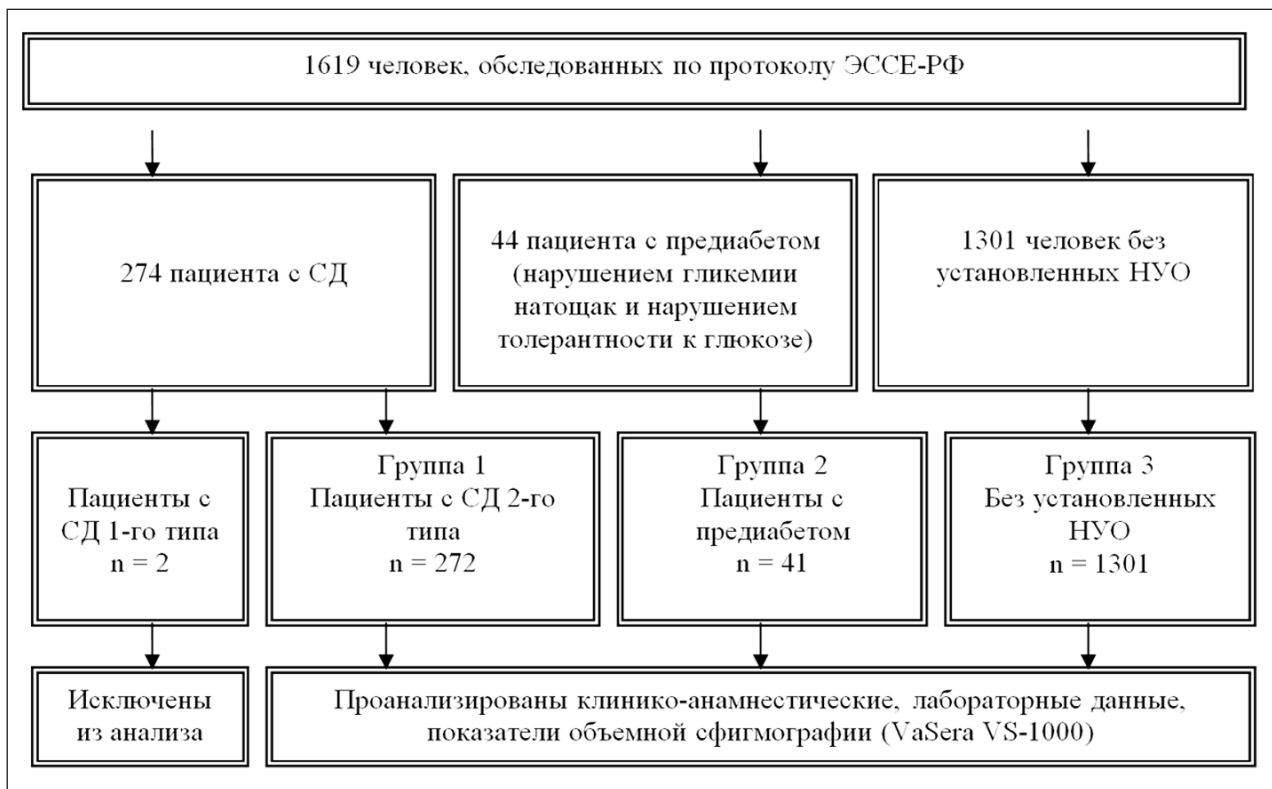 1619 человек, обследованных по протоколу ЭССЕ-РФ
274 пациента с СД
44 пациента с предиабетом
(нарушением гликемии
натощак и нарушением
толерантности к глюкозе)
1301 человек без
установленных НУО
Пациенты с
СД 1-го типа
n = 2
Группа 1
Пациенты с СД 2-го
типа
n = 272
Группа 2
Пациенты с
предиабетом
n = 41
Группа 3
Без установленных
НУО
n = 1301
Исключены
из анализа
Проанализированы клинико-анамнестические, лабораторные данные,
показатели объемной сфигмографии (VaSera VS-1000)